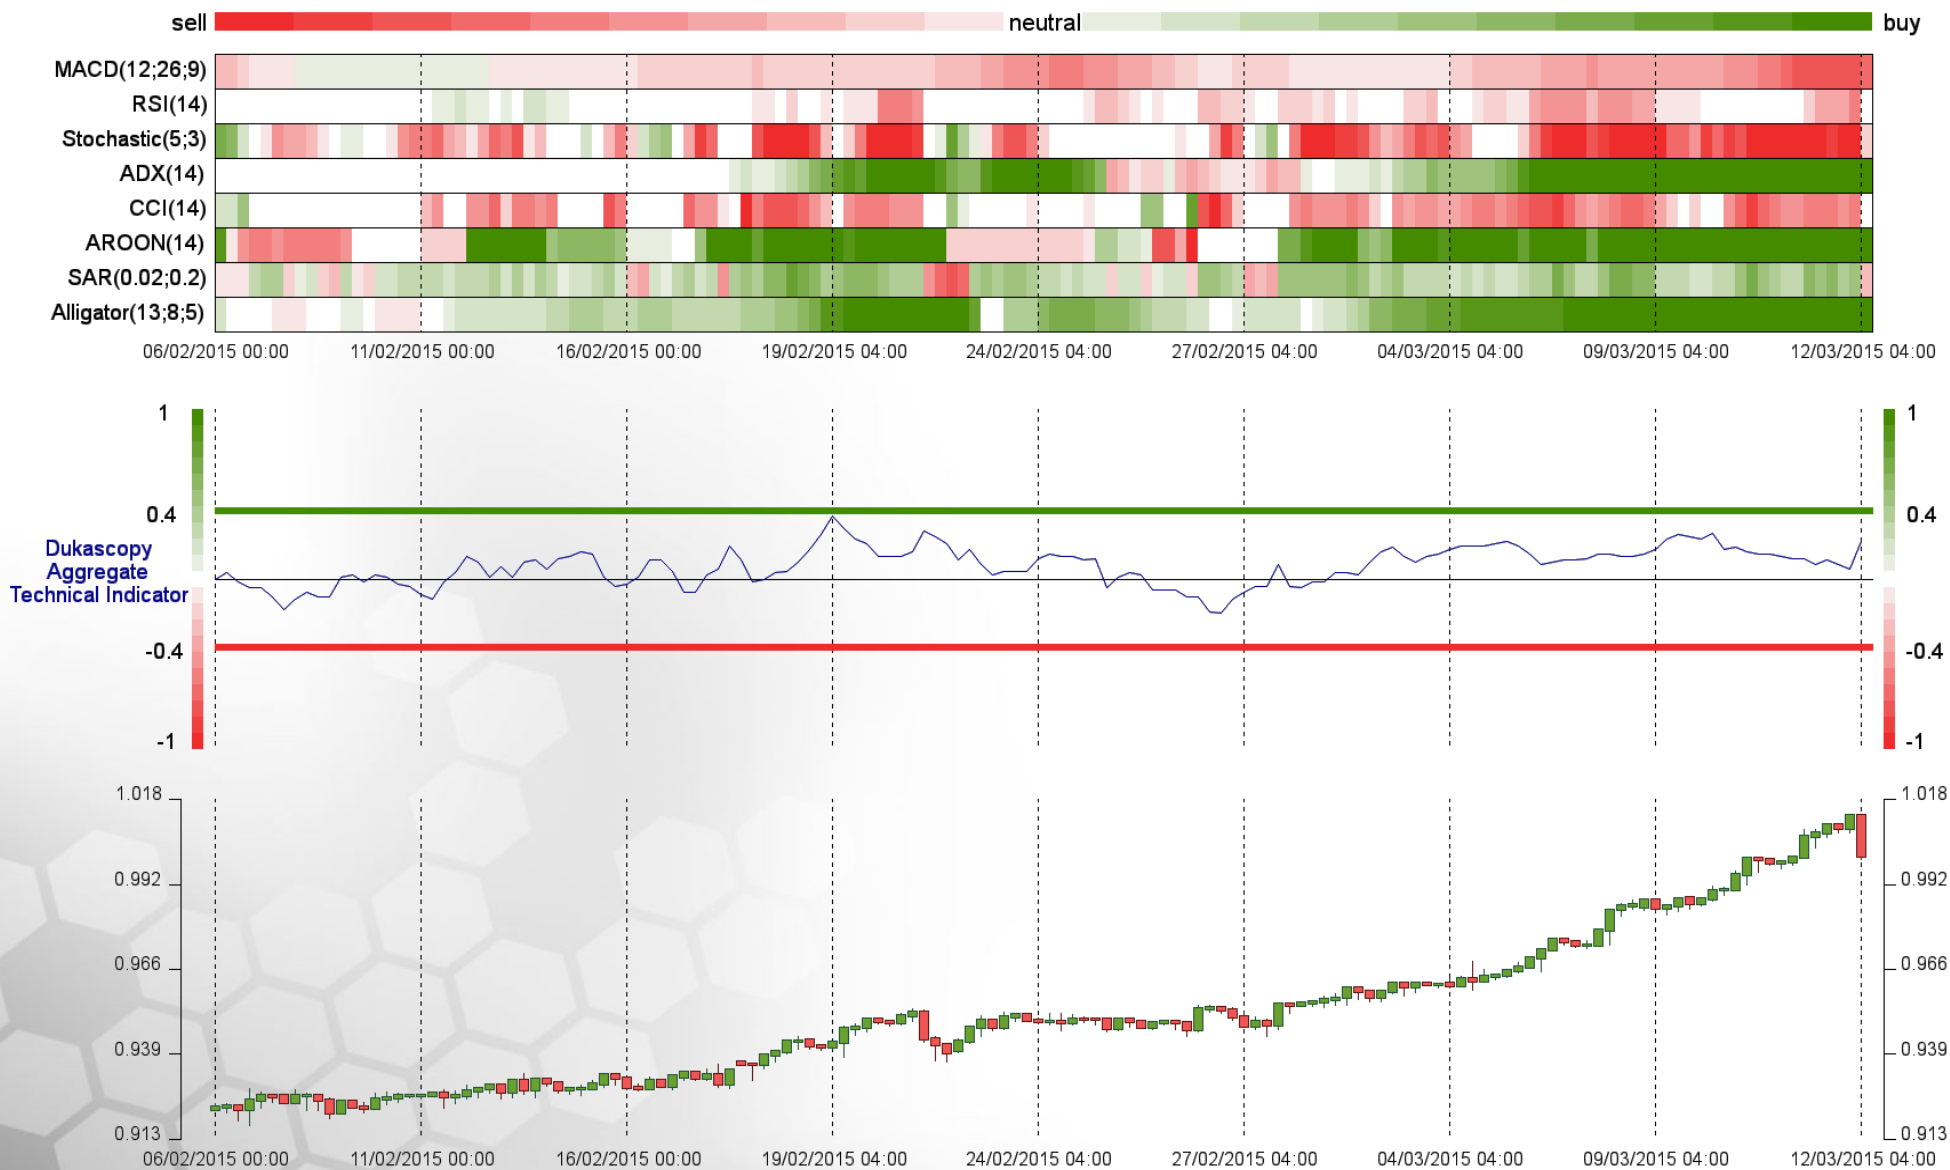 sell neutral buy
MACD(12;26;9)
RSI(14)
Stochastic(5;3)
ADX(14)
CCI(14)
AROON(14)
SAR(0.02;0.2)
Alligator(13;8;5)
06/02/2015 00:00 11/02/2015 00:00 16/02/2015 00:00 19/02/2015 04:00 24/02/2015 04:00 27/02/2015 04:00 04/03/2015 04:00 09/03/2015 04:00 12/03/2015 04:00
1 1
0.4 0.4
Dukascopy
Aggregate
Technical Indicator
-0.4 -0.4
-1 -1
1.018 1.018
0.992 0.992
0.966 0.966
0.939 0.939
0.913 0.913
06/02/2015 00:00 11/02/2015 00:00 16/02/2015 00:00 19/02/2015 04:00 24/02/2015 04:00 27/02/2015 04:00 04/03/2015 04:00 09/03/2015 04:00 12/03/2015 04:00